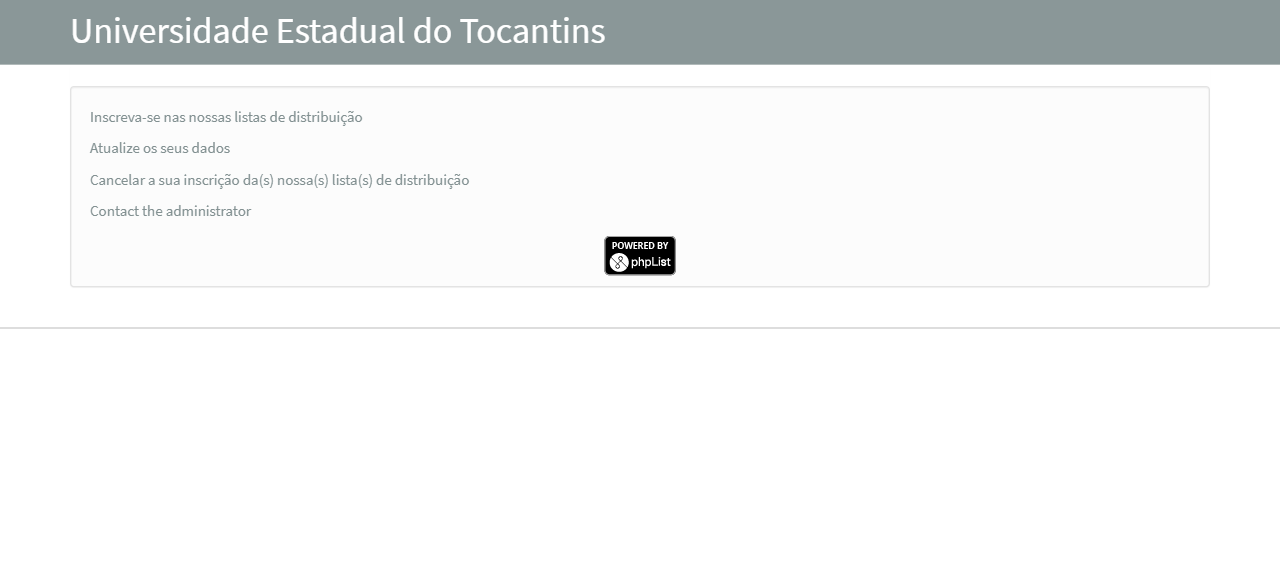 Universidade Estadual do Tocantins
Inscreva-se nas nossas listas de distribuição
Atualize os seus dados
Cancelar a sua inscrição da(s) nossa(s) lista(s) de distribuição
Contact the administrator
POWERED BY
phpList